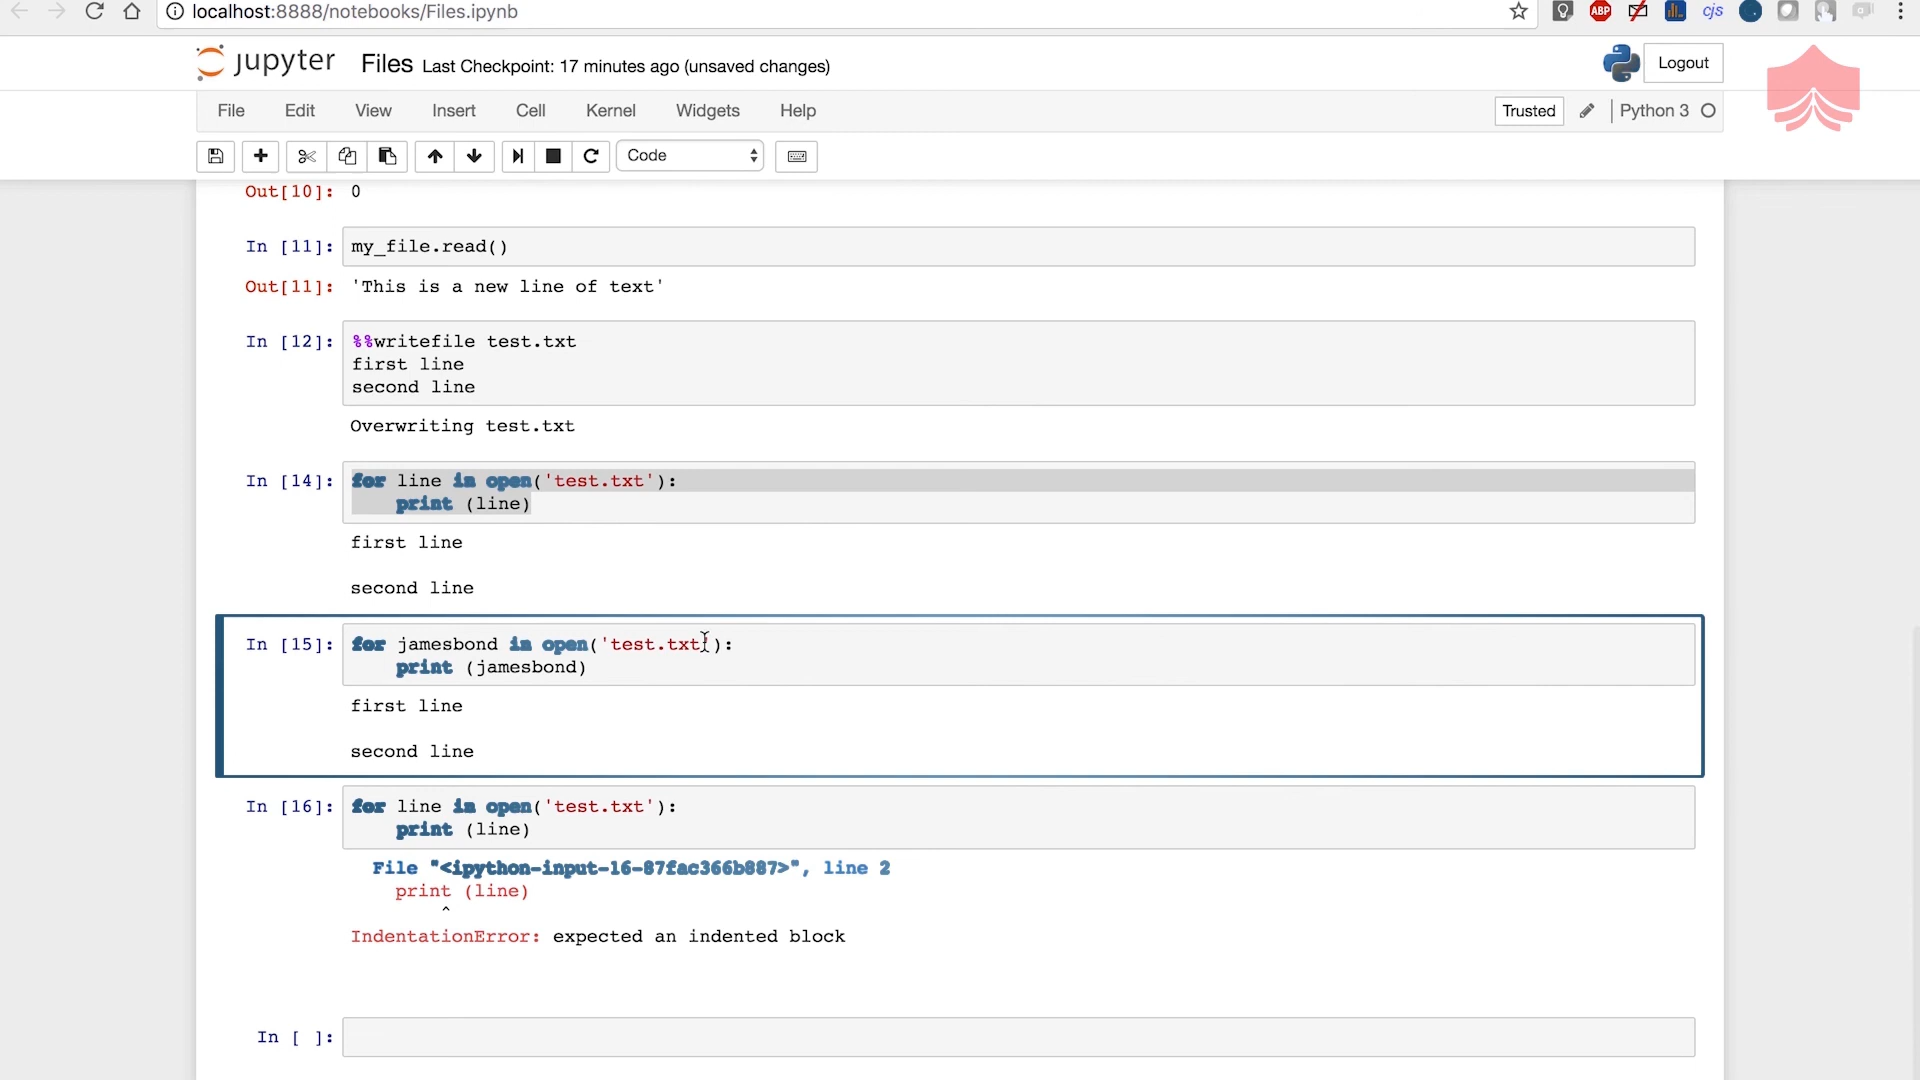 localhost:8888/notebooks/Files.ipynb
ABP
cjs
jupyter Files Last Checkpoint: 17 minutes ago (unsaved changes)
Logout
File Edit View Insert Cell Kernel Widgets Help
Trusted
Python 3
Code
Out[10]: 0
In [11]: my_file.read()
Out[11]: 'This is a new line of text'
In [12]: %%writefile test.txt
first line
second line
Overwriting test.txt
In [14]: for line in open('test.txt'):
print (line)
first line
second line
In [15]: for jamesbond in open('test.txt'):
print (jamesbond)
first line
second line
In [16]: for line in open('test.txt'):
print (line)
File "<ipython-input-16-87fac366b887>", line 2
print (line)
^
IndentationError: expected an indented block
In [ ]: